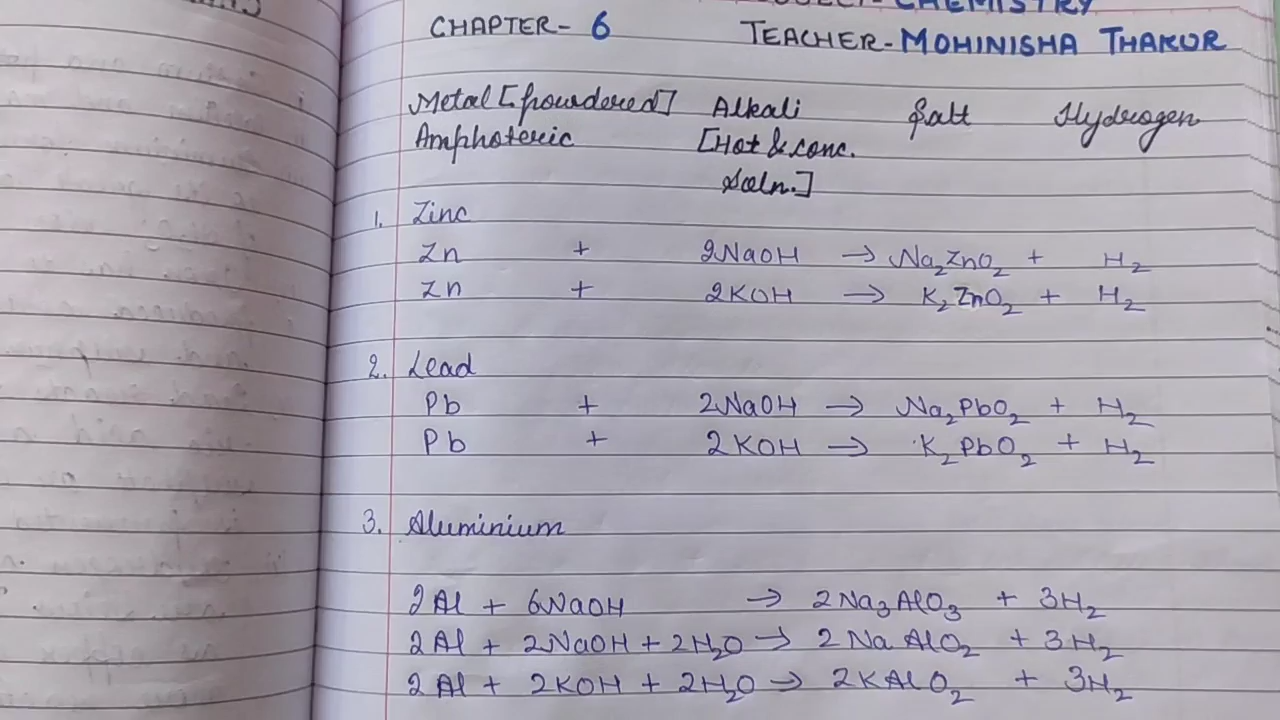 CHEMISTRY
CHAPTER- 6 TEACHER-MOHINISHA THAKUR
Metal [powdered] Alkali Salt Hydrogen
Amphoteric [Hot & conc.
soln.]
1. Zinc
Zn + 2NaOH → Na₂ZnO₂ + H₂
Zn + 2KOH → K₂ZnO₂ + H₂
2. Lead
Pb + 2NaOH → Na₂PbO₂ + H₂
Pb + 2KOH → K₂PbO₂ + H₂
3. Aluminium
2Al + 6NaOH → 2Na₃AlO₃ + 3H₂
2Al + 2NaOH + 2H₂O → 2NaAlO₂ + 3H₂
2Al + 2KOH + 2H₂O → 2KAlO₂ + 3H₂